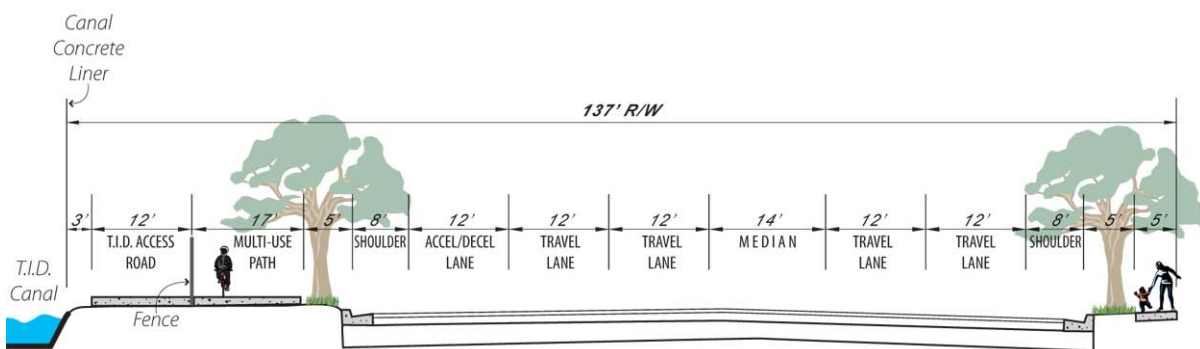 Canal
Concrete
Liner
137' R/W
3' 12' 17' 5' 8' 12' 12' 12' 14' 12' 12' 8' 5' 5'
T.I.D. ACCESS
ROAD
MULTI-USE
PATH
SHOULDER
ACCEL/DECEL
LANE
TRAVEL
LANE
TRAVEL
LANE
MEDIAN
TRAVEL
LANE
TRAVEL
LANE
SHOULDER
T.I.D.
Canal
Fence